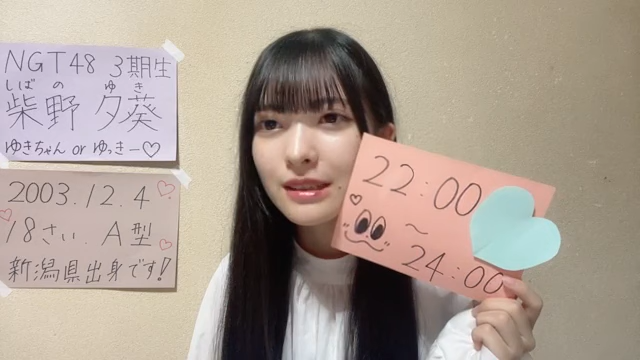 NGT48 3期生
しばの ゆき
柴野 夕葵
ゆきちゃん or ゆっきー♡
2003.12.4
18さい A型
新潟県出身です!
22:00
～
24:00